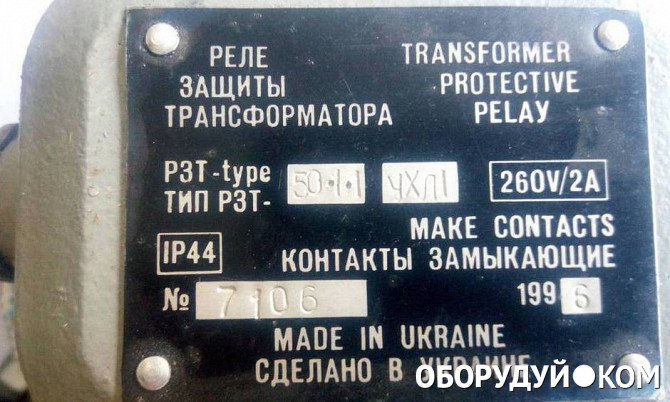 РЕЛЕ TRANSFORMER
ЗАЩИТЫ PROTECTIVE
ТРАНСФОРМАТОРА PELAY
РЗТ-type 50·1·1 УХЛ1 260V/2A
ТИП РЗТ-
MAKE CONTACTS
IP44 КОНТАКТЫ ЗАМЫКАЮЩИЕ
№ 7106 1996
MADE IN UKRAINE
СДЕЛАНО В УКРАИНЕ
ОБОРУДУЙ●КОМ